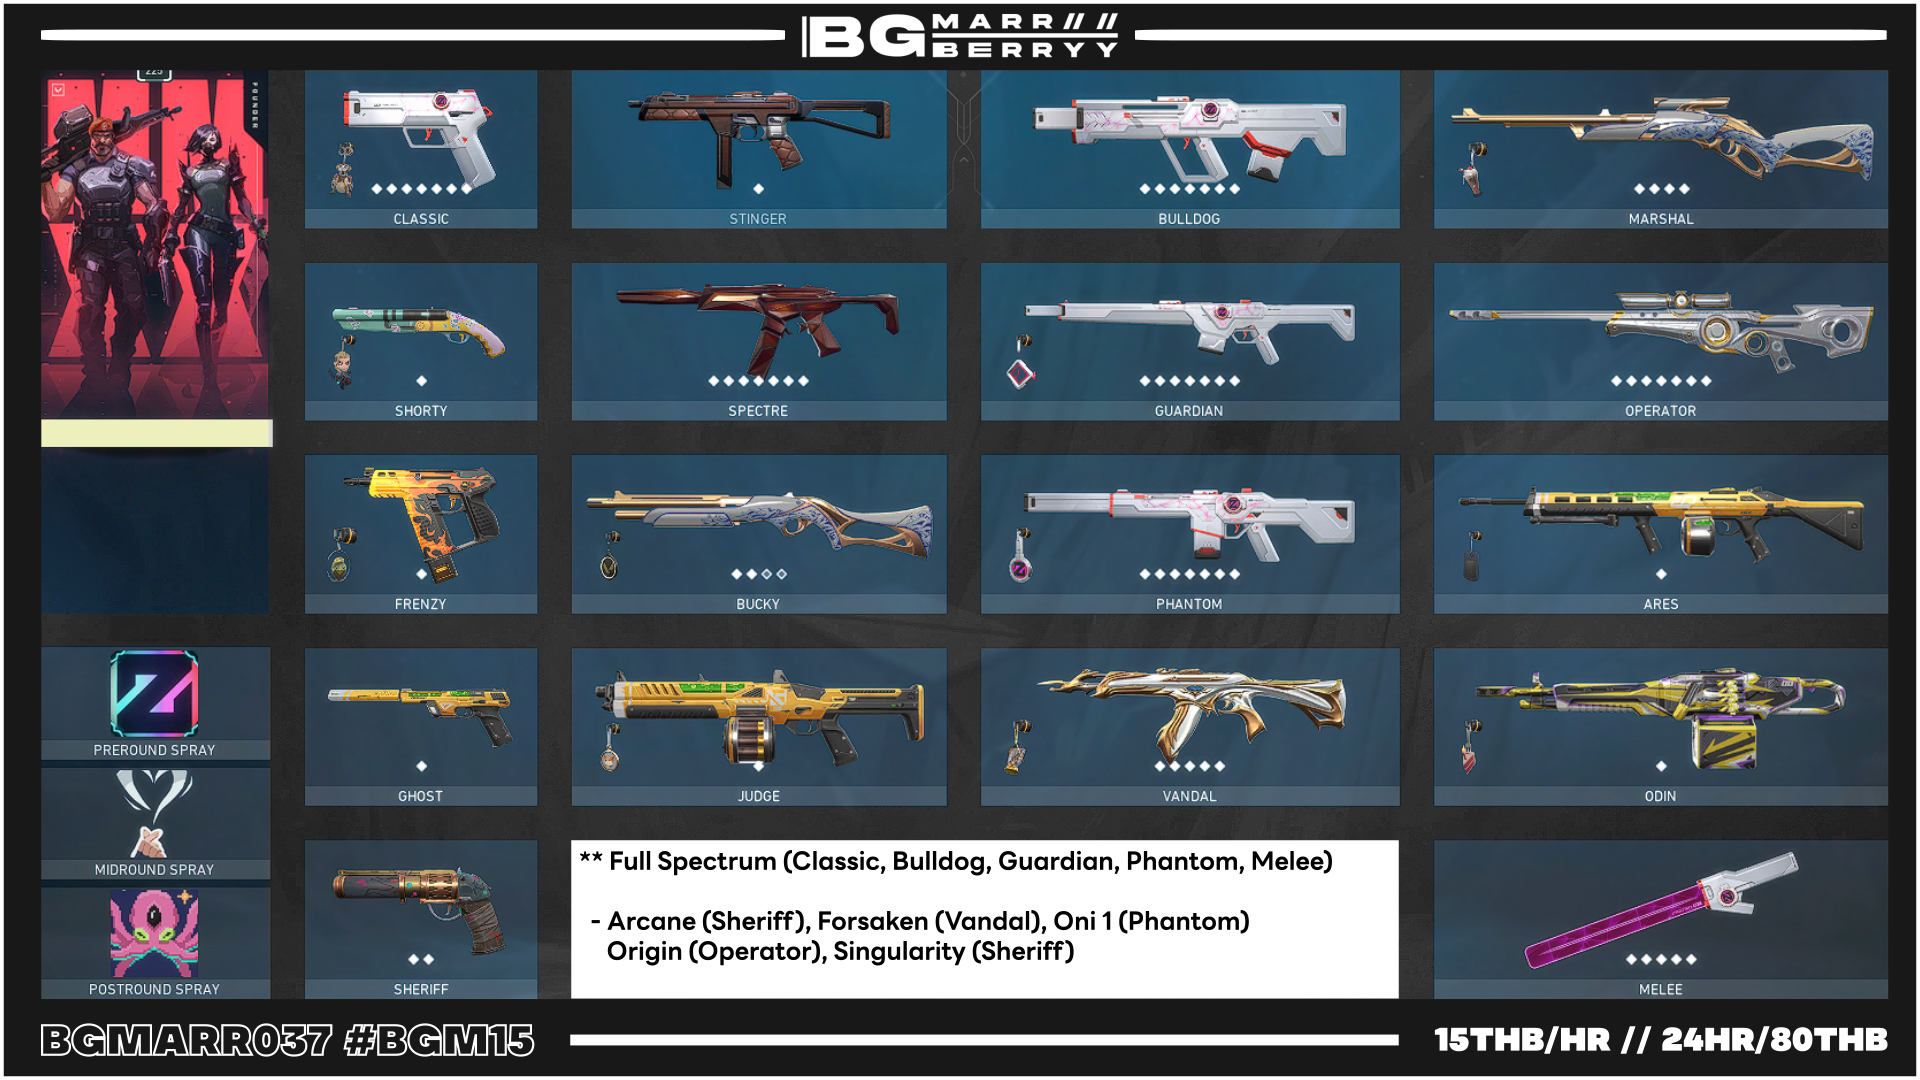 BG MARR// //
BERRYY
225
FOUNDER
CLASSIC
STINGER
BULLDOG
MARSHAL
SHORTY
SPECTRE
GUARDIAN
OPERATOR
FRENZY
BUCKY
PHANTOM
ARES
PREROUND SPRAY
GHOST
JUDGE
VANDAL
ODIN
MIDROUND SPRAY
POSTROUND SPRAY
SHERIFF
** Full Spectrum (Classic, Bulldog, Guardian, Phantom, Melee)
- Arcane (Sheriff), Forsaken (Vandal), Oni 1 (Phantom)
Origin (Operator), Singularity (Sheriff)
MELEE
BGMARR037 #BGM15
15THB/HR // 24HR/80THB